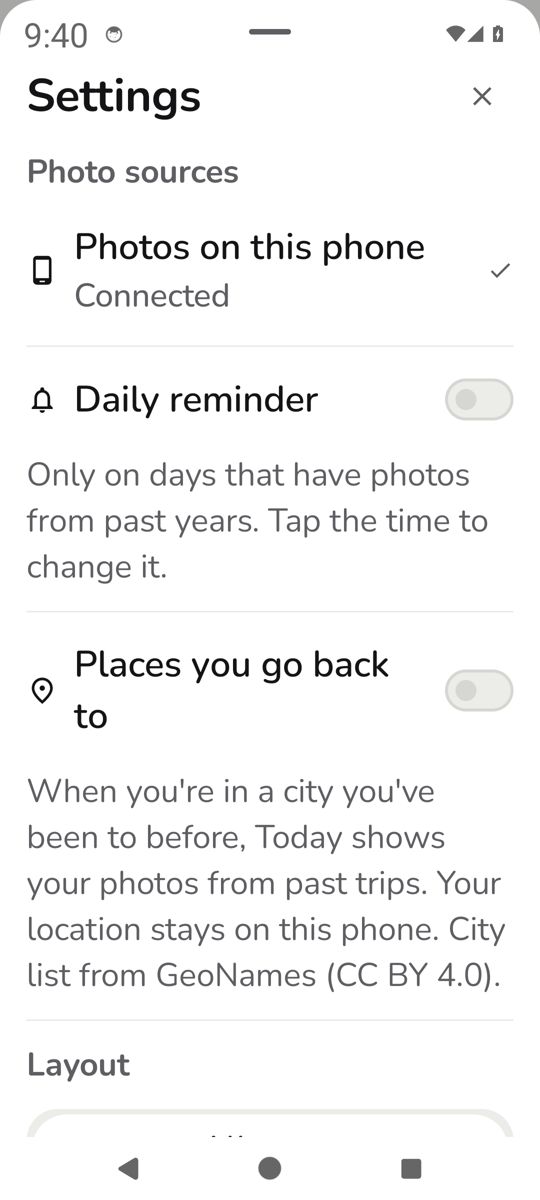 9:40
Settings
Photo sources
Photos on this phone
Connected
Daily reminder
Only on days that have photos
from past years. Tap the time to
change it.
Places you go back
to
When you're in a city you've
been to before, Today shows
your photos from past trips. Your
location stays on this phone. City
list from GeoNames (CC BY 4.0).
Layout